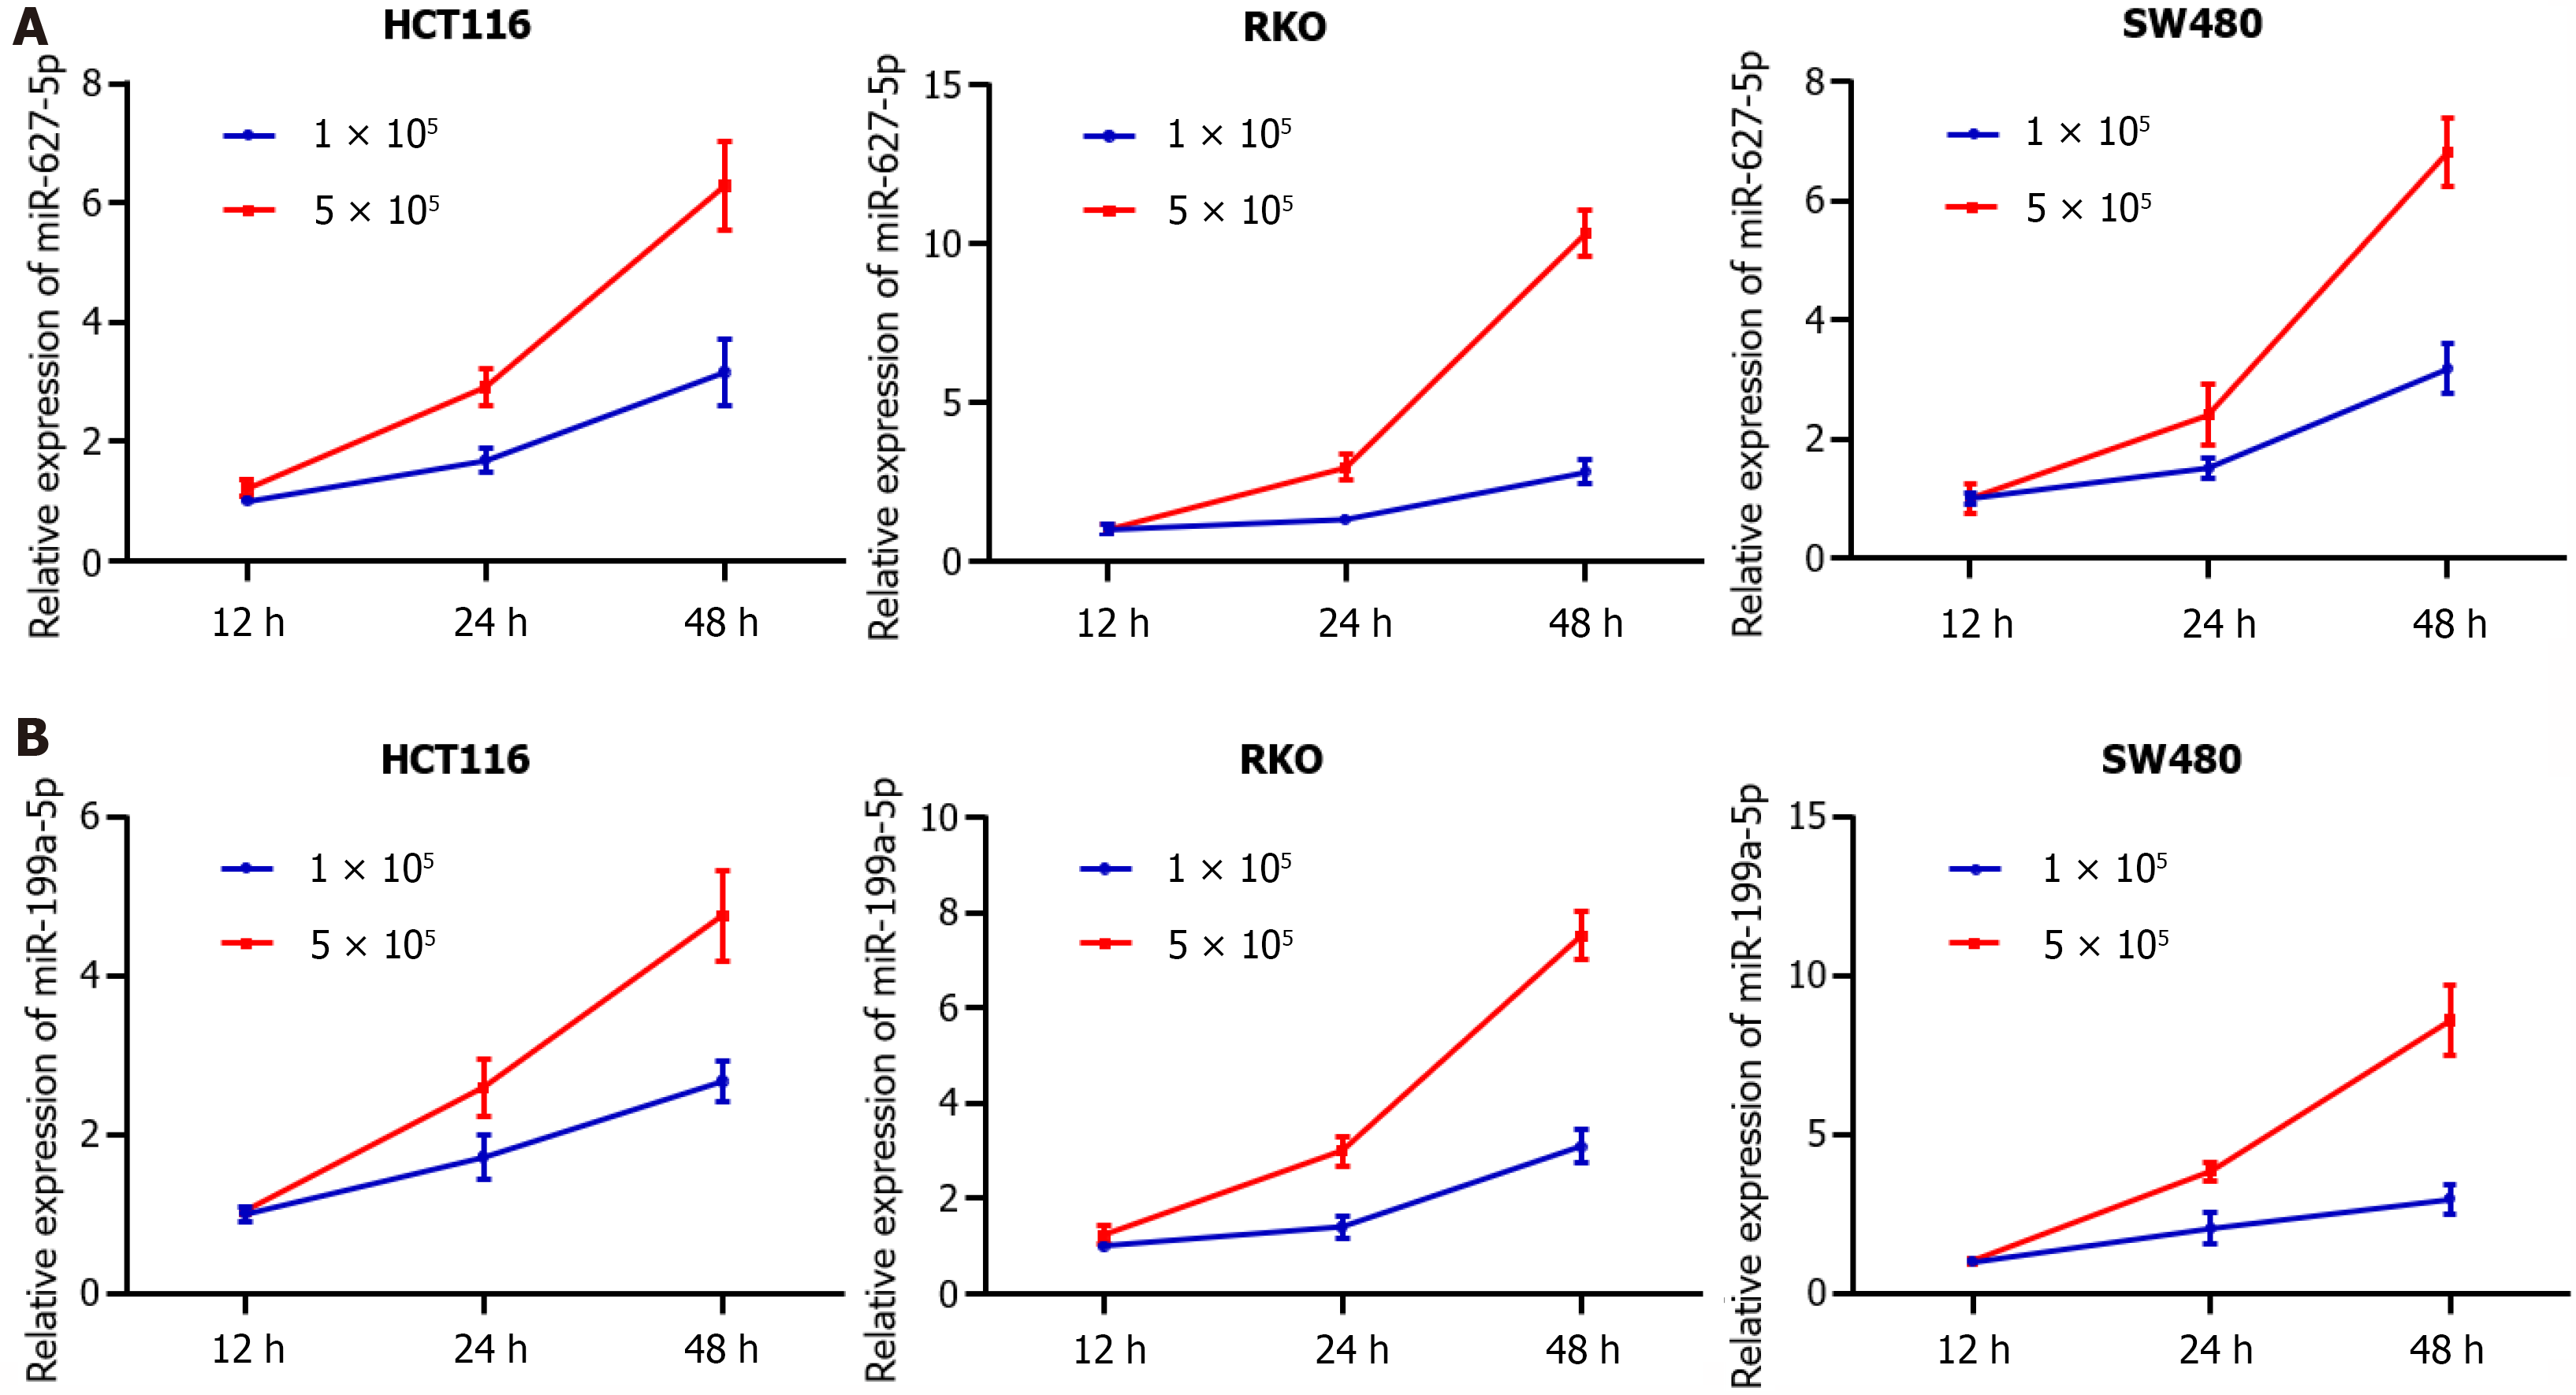 A
HCT116
Relative expression of miR-627-5p
8
6
4
2
0
1 × 10⁵
5 × 10⁵
12 h 24 h 48 h
RKO
Relative expression of miR-627-5p
15
10
5
0
1 × 10⁵
5 × 10⁵
12 h 24 h 48 h
SW480
Relative expression of miR-627-5p
8
6
4
2
0
1 × 10⁵
5 × 10⁵
12 h 24 h 48 h
B
HCT116
Relative expression of miR-199a-5p
6
4
2
0
1 × 10⁵
5 × 10⁵
12 h 24 h 48 h
RKO
Relative expression of miR-199a-5p
10
8
6
4
2
0
1 × 10⁵
5 × 10⁵
12 h 24 h 48 h
SW480
Relative expression of miR-199a-5p
15
10
5
0
1 × 10⁵
5 × 10⁵
12 h 24 h 48 h